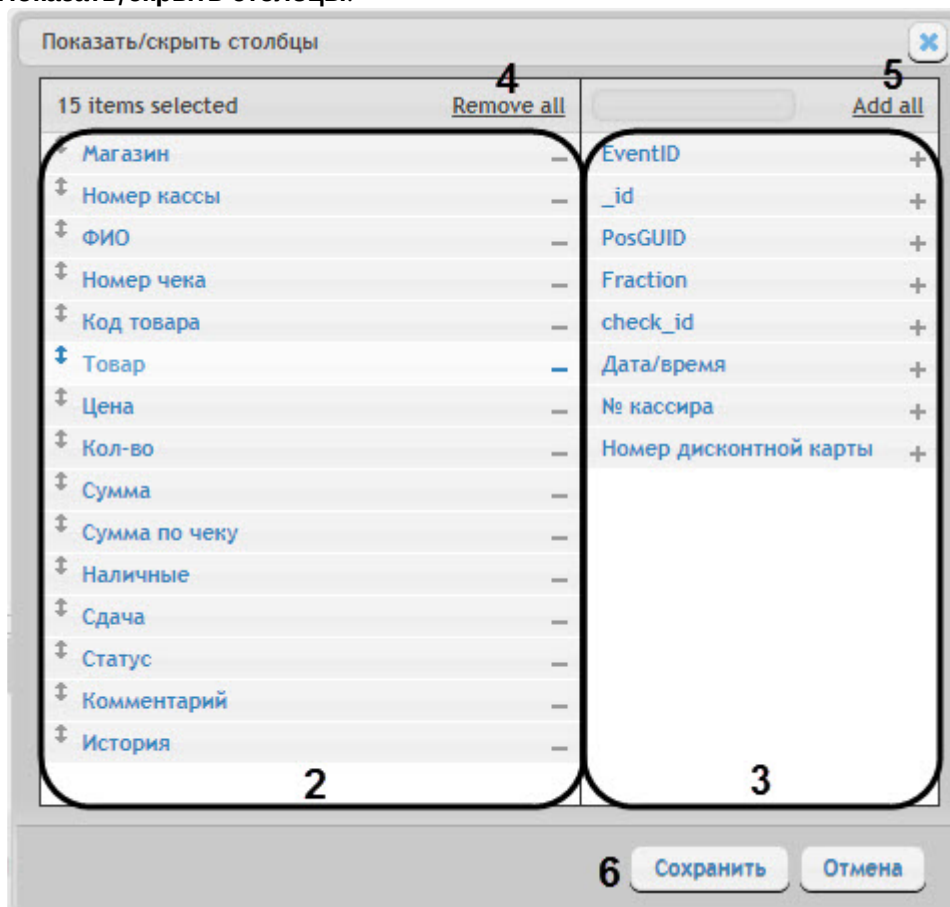 Показать/скрыть столбцы
4 5
15 items selected Remove all Add all
Магазин
Номер кассы
ФИО
Номер чека
Код товара
Товар
Цена
Кол-во
Сумма
Сумма по чеку
Наличные
Сдача
Статус
Комментарий
История
2
EventID
_id
PosGUID
Fraction
check_id
Дата/время
№ кассира
Номер дисконтной карты
3
6 Сохранить Отмена